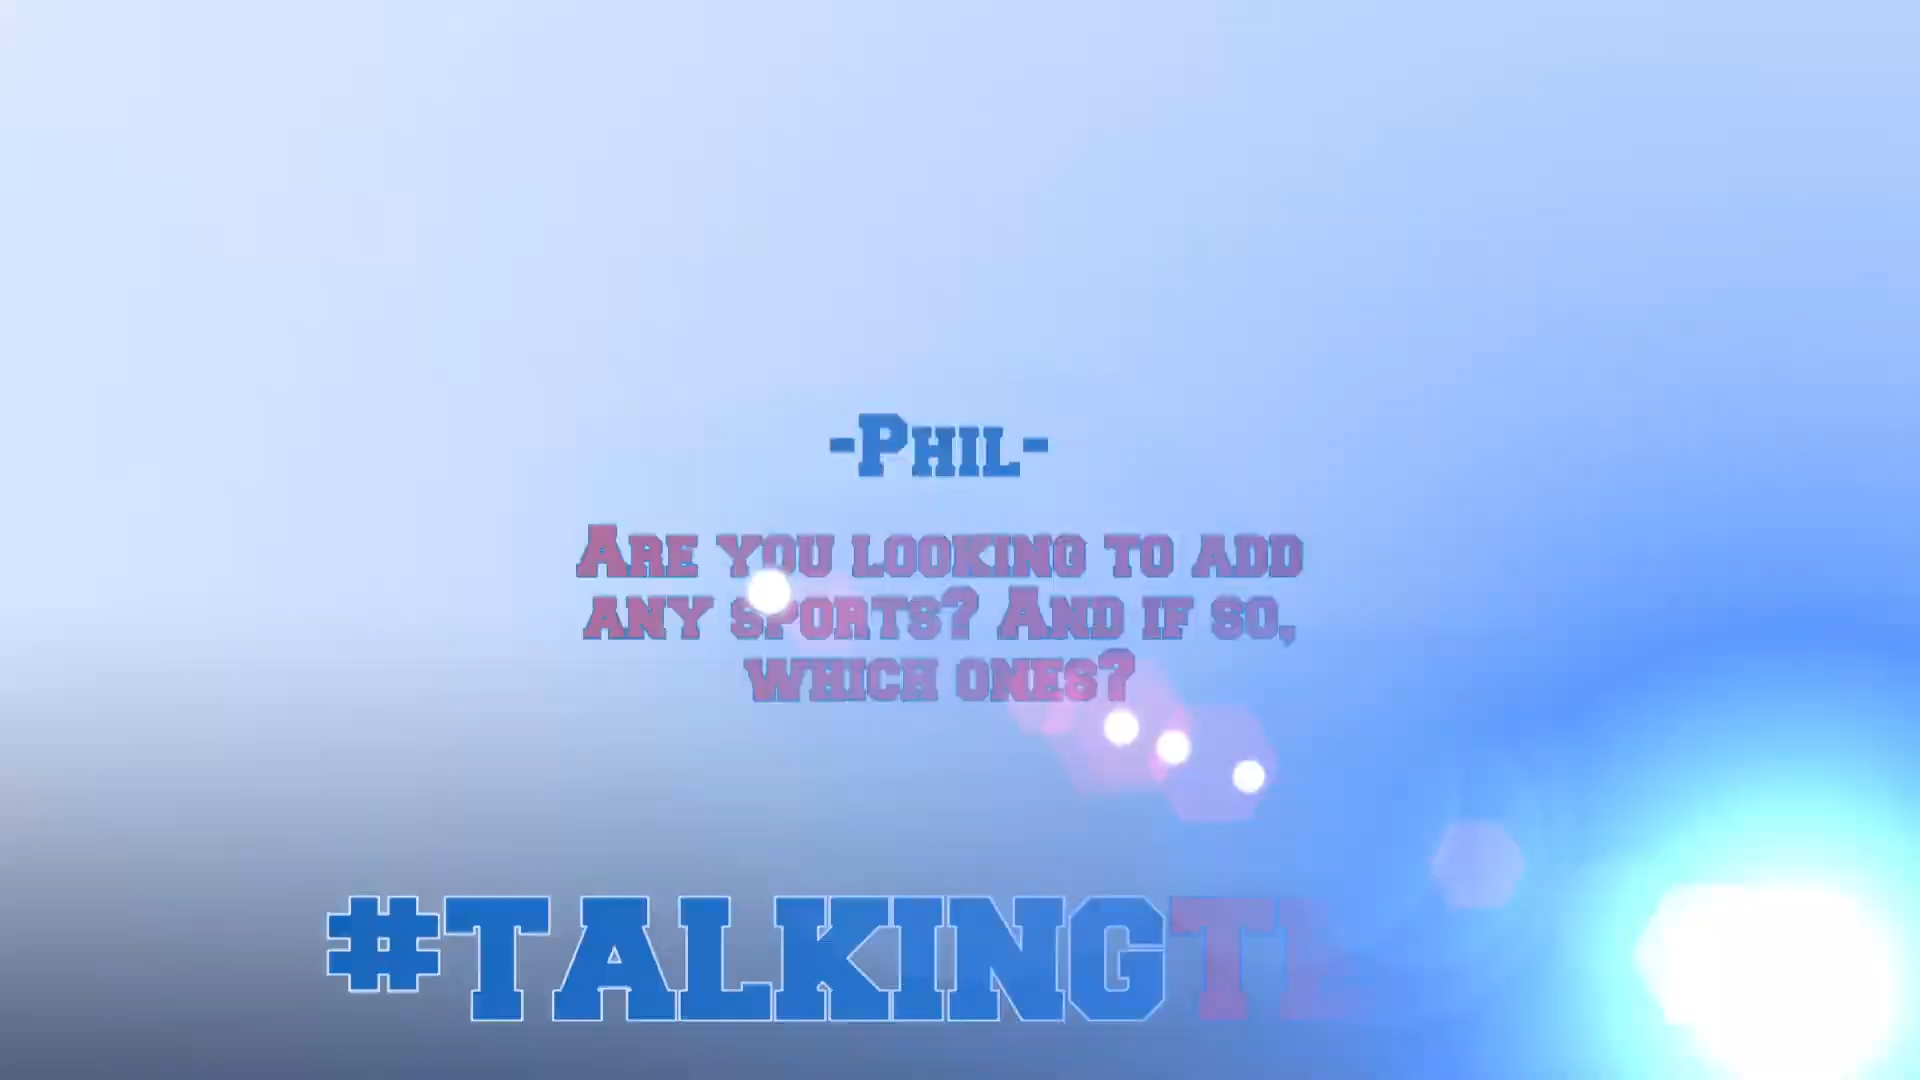 -Phil-
Are you looking to add
any sports? And if so,
which ones?
#TALKING